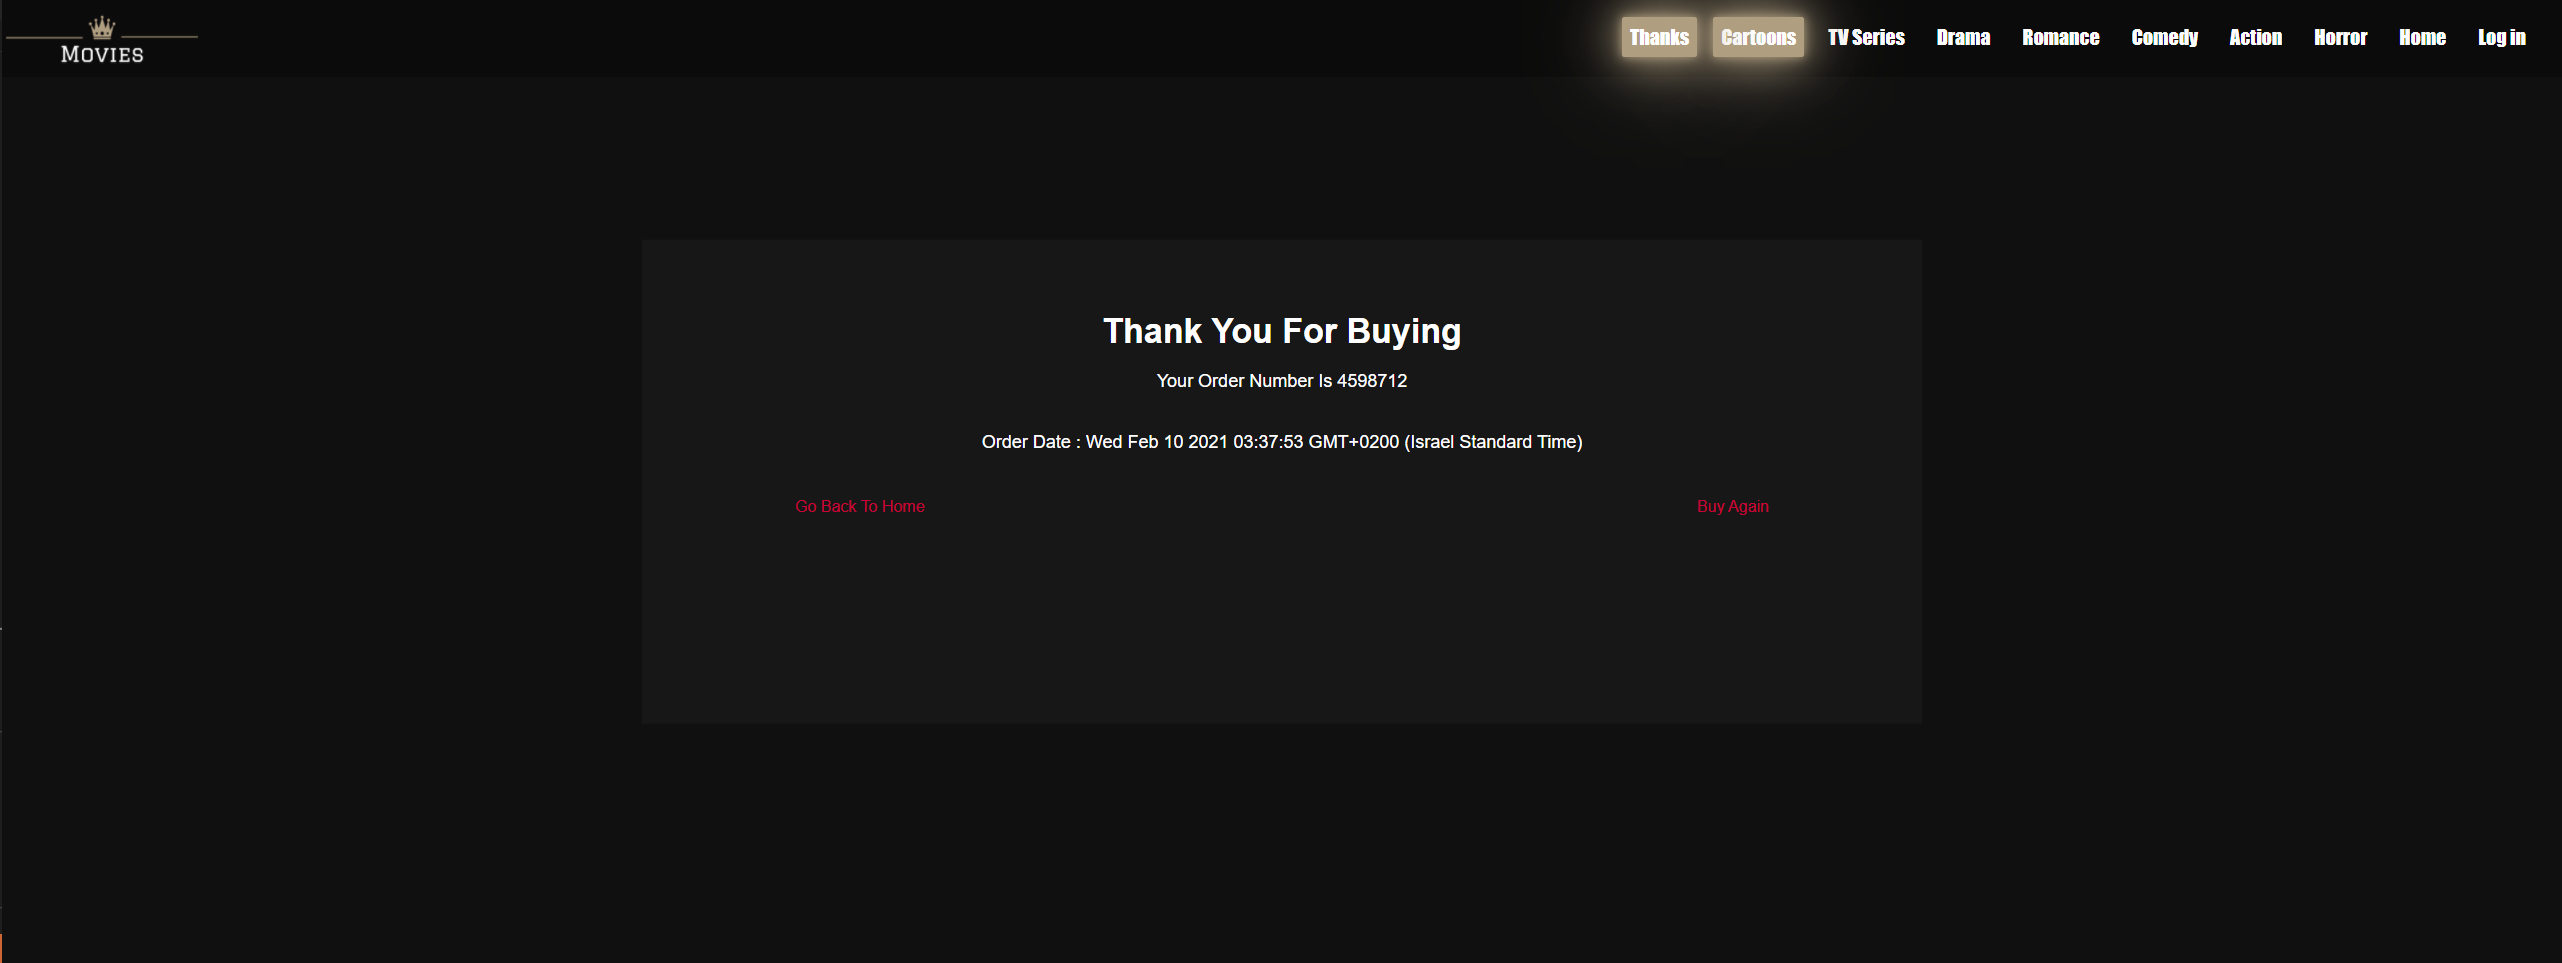 MOVIES
Thanks Cartoons TV Series Drama Romance Comedy Action Horror Home Log in
Thank You For Buying
Your Order Number Is 4598712
Order Date : Wed Feb 10 2021 03:37:53 GMT+0200 (Israel Standard Time)
Go Back To Home Buy Again